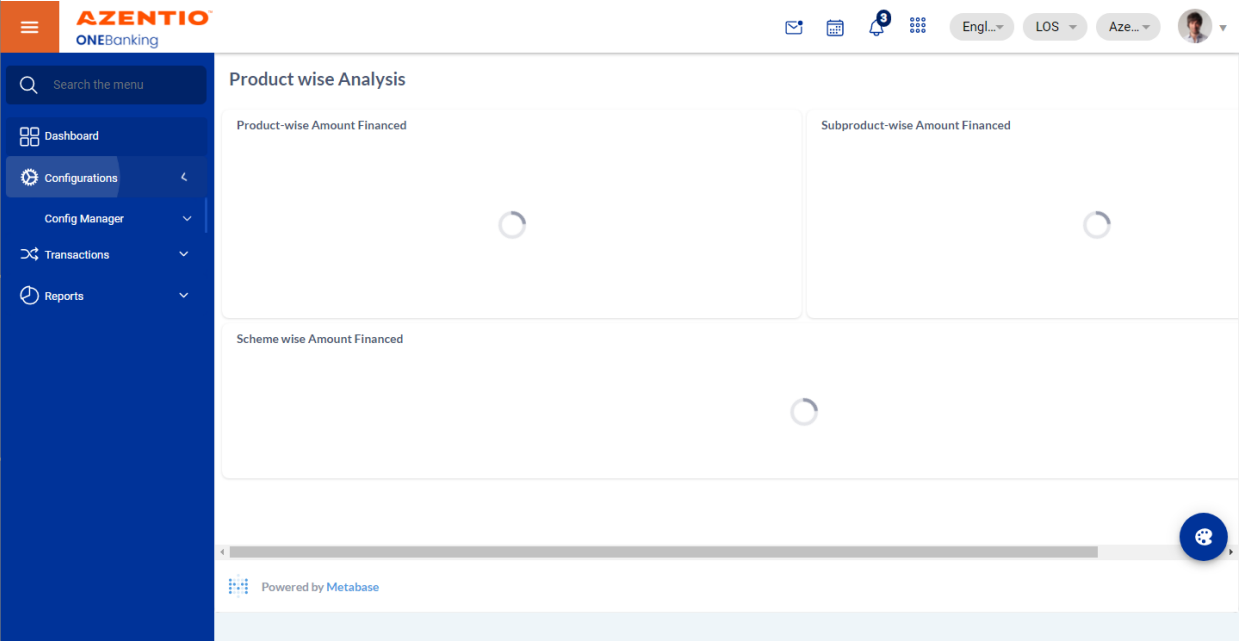 AZENTIO
ONEBanking
3
Engl...
LOS
Aze...
Search the menu
Dashboard
Configurations
Config Manager
Transactions
Reports
Product wise Analysis
Product-wise Amount Financed
Subproduct-wise Amount Financed
Scheme wise Amount Financed
Powered by Metabase